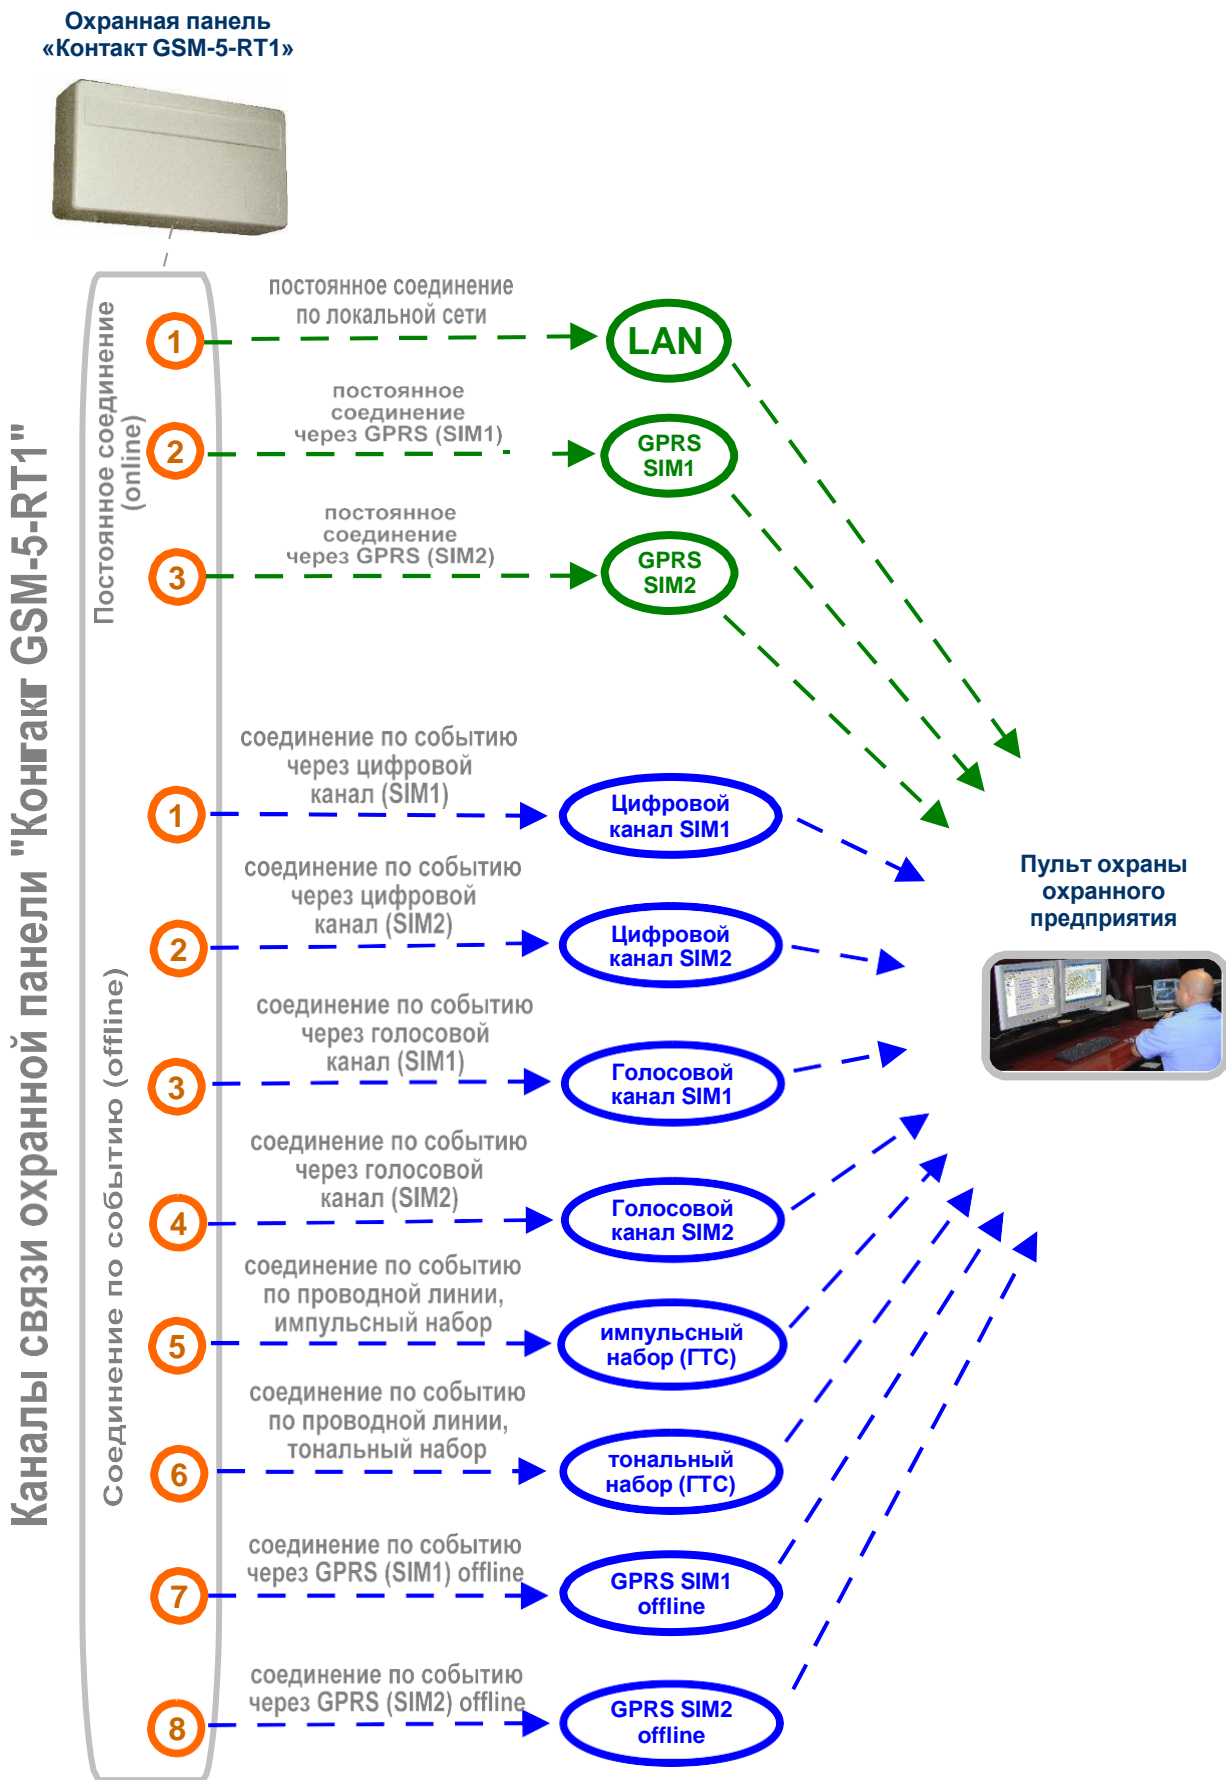 Охранная панель
«Контакт GSM-5-RT1»
Каналы связи охранной панели "Контакт GSM-5-RT1"
Постоянное соединение
(online)
постоянное соединение
по локальной сети
1
LAN
постоянное
соединение
через GPRS (SIM1)
2
GPRS
SIM1
постоянное
соединение
через GPRS (SIM2)
3
GPRS
SIM2
Соединение по событию (offline)
соединение по событию
через цифровой
канал (SIM1)
1
Цифровой
канал SIM1
соединение по событию
через цифровой
канал (SIM2)
2
Цифровой
канал SIM2
соединение по событию
через голосовой
канал (SIM1)
3
Голосовой
канал SIM1
соединение по событию
через голосовой
канал (SIM2)
4
Голосовой
канал SIM2
соединение по событию
по проводной линии,
импульсный набор
5
импульсный
набор (ГТС)
соединение по событию
по проводной линии,
тональный набор
6
тональный
набор (ГТС)
соединение по событию
через GPRS (SIM1) offline
7
GPRS SIM1
offline
соединение по событию
через GPRS (SIM2) offline
8
GPRS SIM2
offline
Пульт охраны
охранного
предприятия